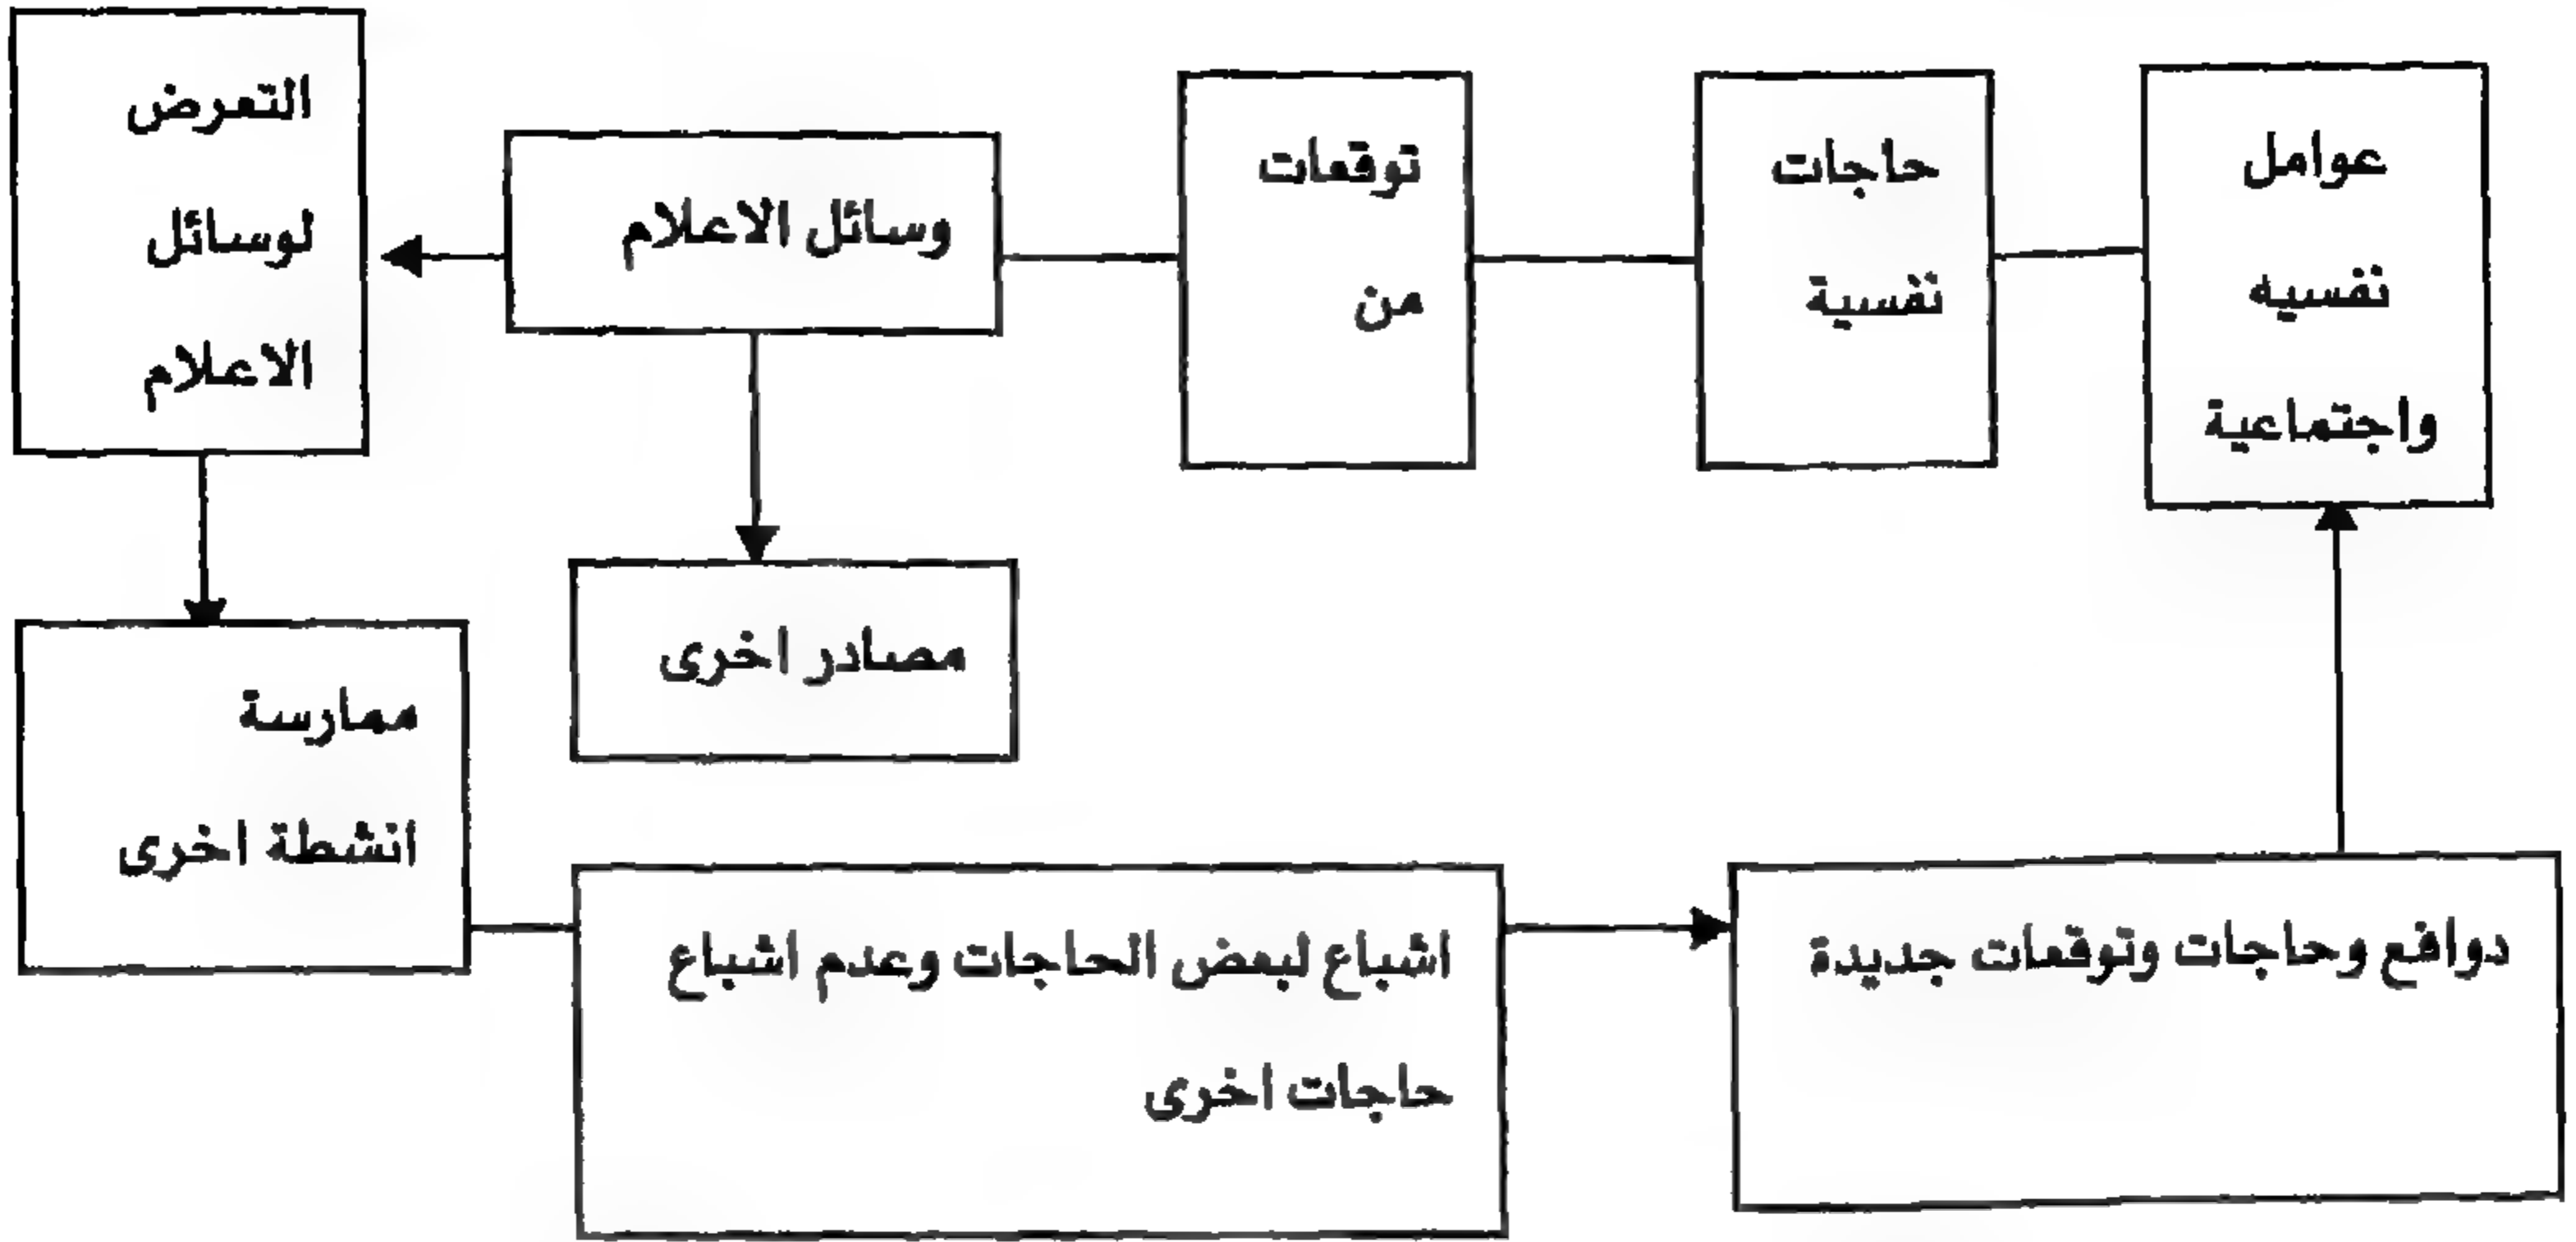 عوامل
نفسيه
واجتماعية
حاجات
نفسية
توقعات
من
وسائل الاعلام
التعرض
لوسائل
الاعلام
مصادر اخرى
ممارسة
انشطة اخرى
اشباع لبعض الحاجات وعدم اشباع
حاجات اخرى
دوافع وحاجات وتوقعات جديدة